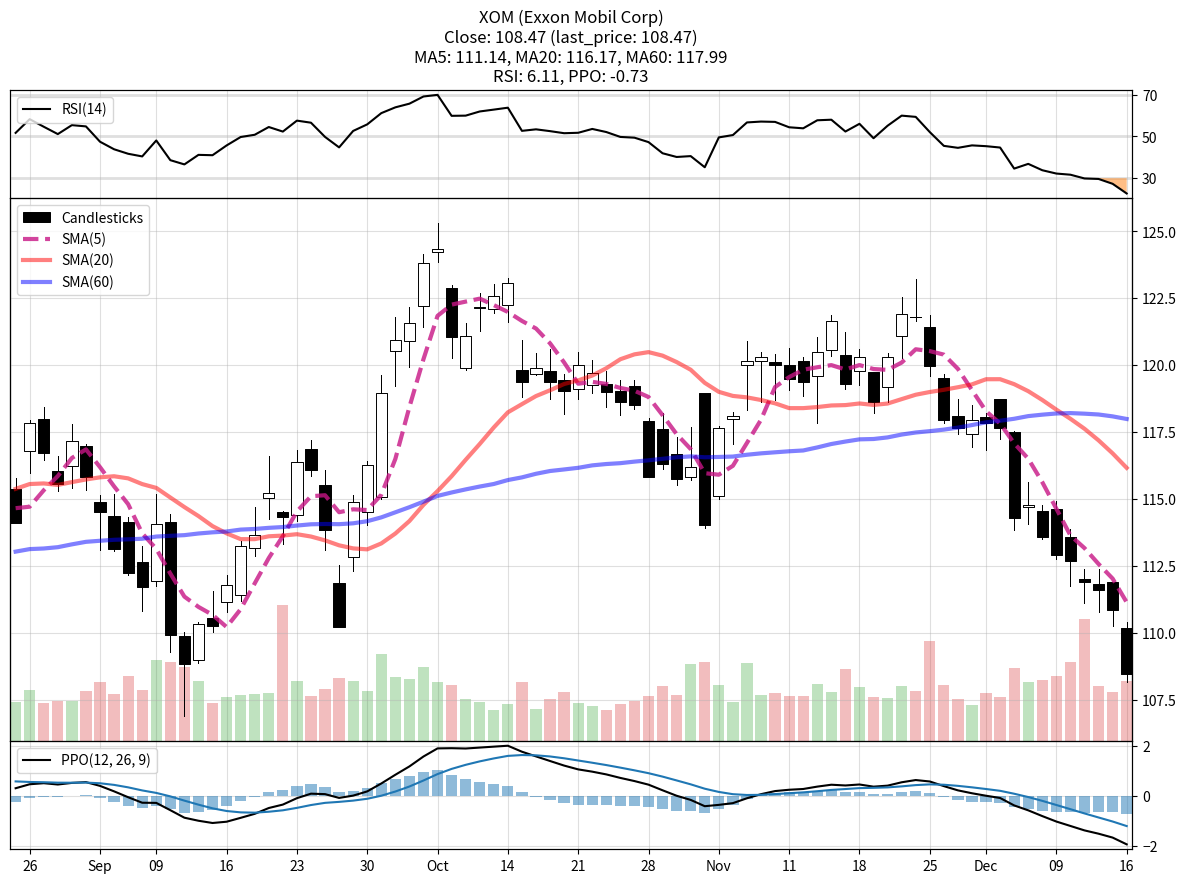 XOM (Exxon Mobil Corp)
Close: 108.47 (last_price: 108.47)
MA5: 111.14, MA20: 116.17, MA60: 117.99
RSI: 6.11, PPO: -0.73
RSI(14)
70
50
30
Candlesticks
SMA(5)
SMA(20)
SMA(60)
125.0
122.5
120.0
117.5
115.0
112.5
110.0
107.5
PPO(12, 26, 9)
2
0
−2
26 Sep 09 16 23 30 Oct 14 21 28 Nov 11 18 25 Dec 09 16